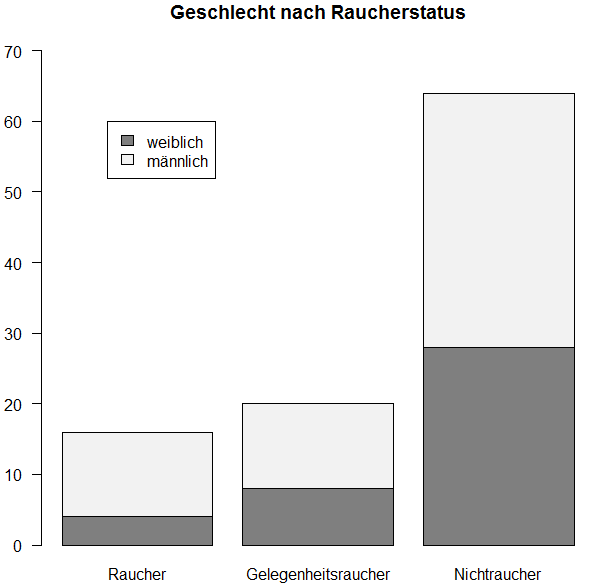 Geschlecht nach Raucherstatus
70
60
50
40
30
20
10
0
weiblich
männlich
Raucher
Gelegenheitsraucher
Nichtraucher